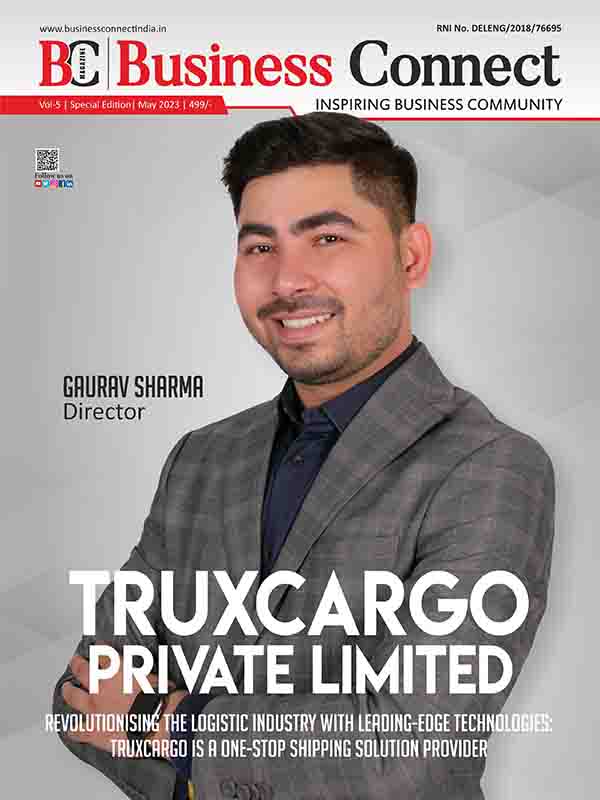 www.businessconnectindia.in
RNI No. DELENG/2018/76695
BC MAGAZINE Business Connect
Vol-5 | Special Edition| May 2023 | 499/-
INSPIRING BUSINESS COMMUNITY
Follow us on
GAURAV SHARMA
Director
TRUXCARGO
PRIVATE LIMITED
REVOLUTIONISING THE LOGISTIC INDUSTRY WITH LEADING-EDGE TECHNOLOGIES:
TRUXCARGO IS A ONE-STOP SHIPPING SOLUTION PROVIDER